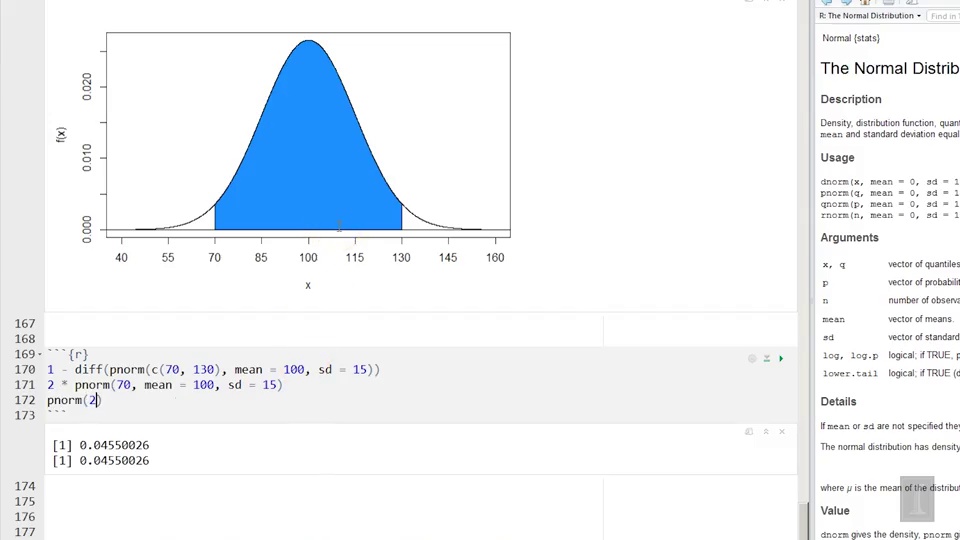 0.020
0.010
0.000
f(x)
40 55 70 85 100 115 130 145 160
x
167
168
169 ```{r}
170 1 - diff(pnorm(c(70, 130), mean = 100, sd = 15))
171 2 * pnorm(70, mean = 100, sd = 15)
172 pnorm(2)
173 ```
[1] 0.04550026
[1] 0.04550026
174
175
176
177
R: The Normal Distribution
Find in
Normal {stats}
The Normal Distrib
Description
Density, distribution function, quant
mean and standard deviation equal
Usage
dnorm(x, mean = 0, sd = 1
pnorm(q, mean = 0, sd = 1
qnorm(p, mean = 0, sd = 1
rnorm(n, mean = 0, sd = 1
Arguments
x, q vector of quantiles
p vector of probabiliti
n number of observa
mean vector of means.
sd vector of standard
log, log.p logical; if TRUE, p
lower.tail logical; if TRUE (d
Details
If mean or sd are not specified they
The normal distribution has density
where μ is the mean of the distribut
Value
dnorm gives the density, pnorm gi